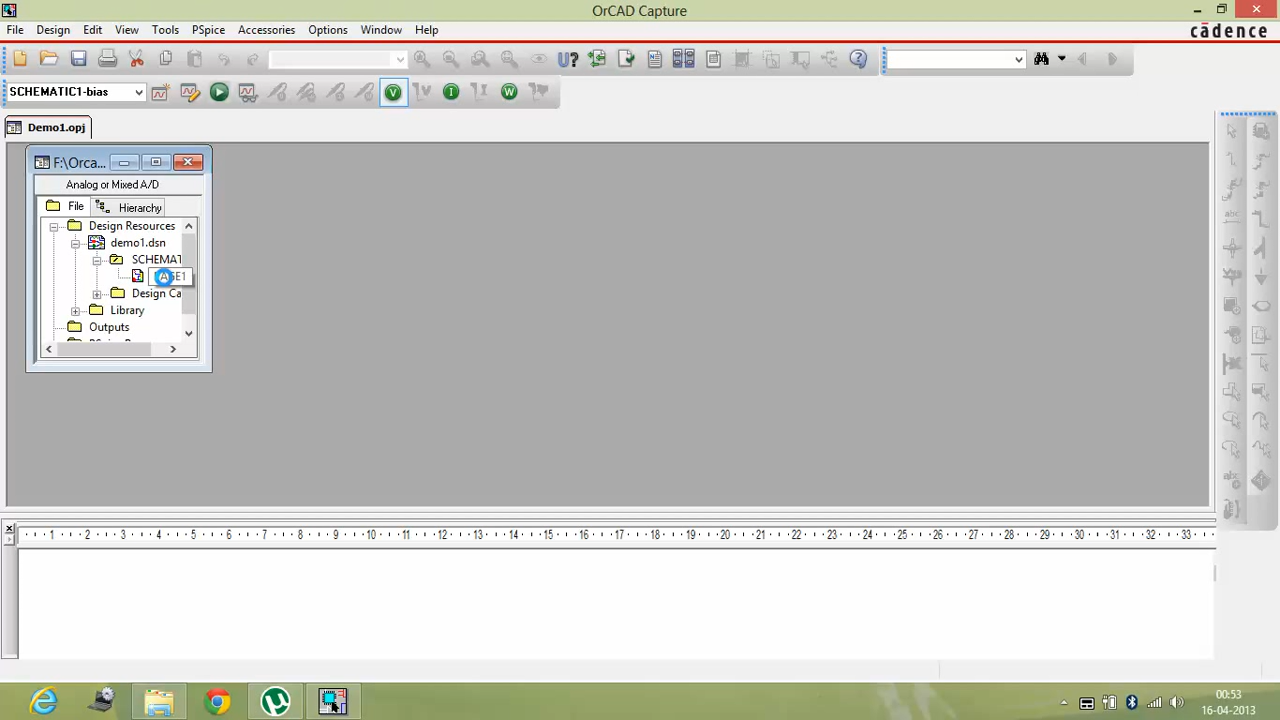 OrCAD Capture
File Design Edit View Tools PSpice Accessories Options Window Help
cādence
U?
SCHEMATIC1-bias
V V I I W
Demo1.opj
F:\Orca...
Analog or Mixed A/D
File Hierarchy
Design Resources
demo1.dsn
SCHEMAT
Design Ca
Library
Outputs
1 2 3 4 5 6 7 8 9 10 11 12 13 14 15 16 17 18 19 20 21 22 23 24 25 26 27 28 29 30 31 32 33
00:53
16-04-2013